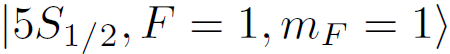 |5S_{1/2}, F = 1, m_F = 1⟩